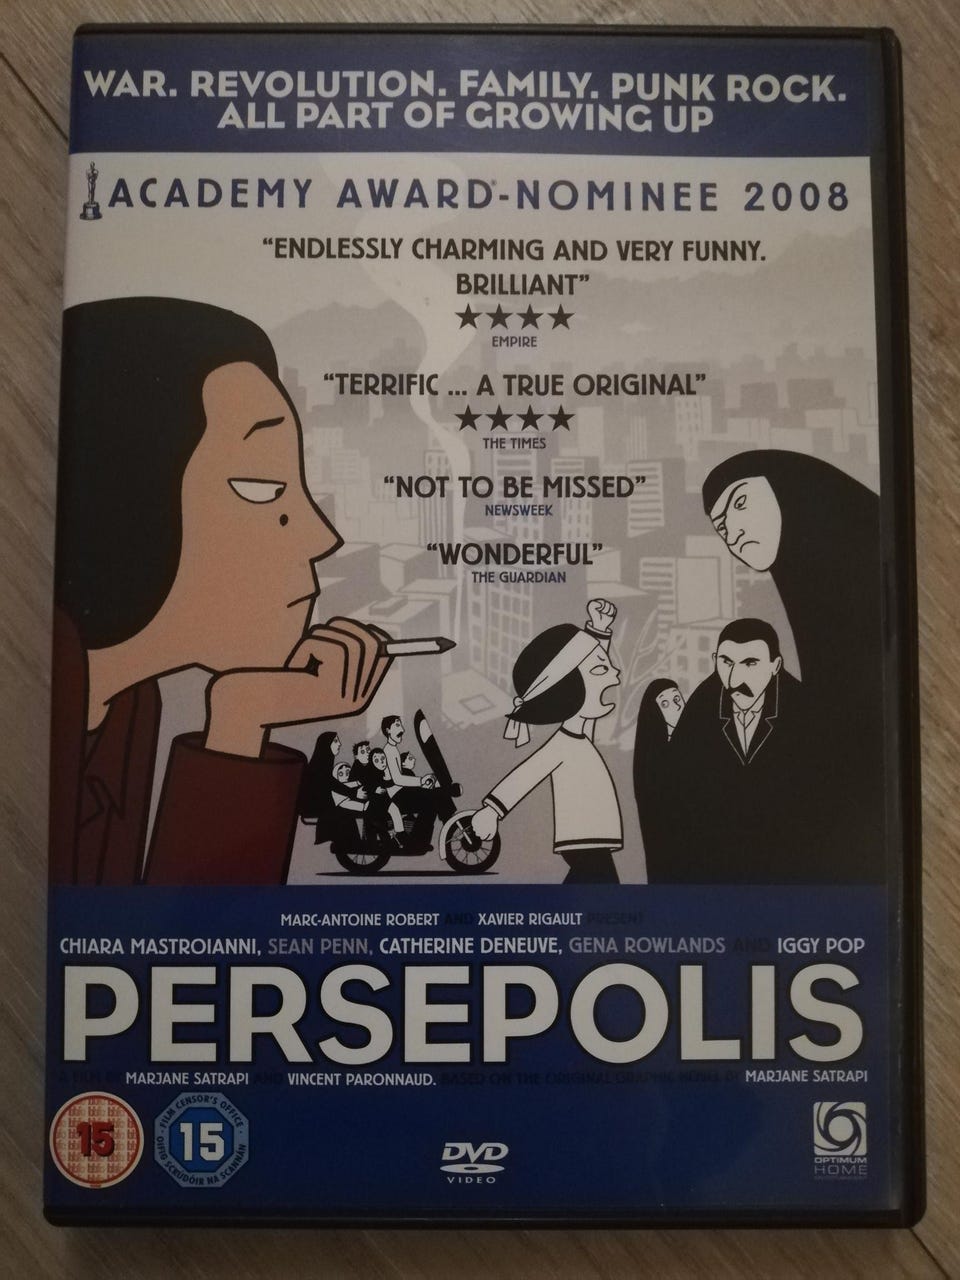 WAR. REVOLUTION. FAMILY. PUNK ROCK.
ALL PART OF GROWING UP
ACADEMY AWARD®-NOMINEE 2008
“ENDLESSLY CHARMING AND VERY FUNNY.
BRILLIANT”
★★★★
EMPIRE
“TERRIFIC ... A TRUE ORIGINAL”
★★★★
THE TIMES
“NOT TO BE MISSED”
NEWSWEEK
“WONDERFUL”
THE GUARDIAN
MARC-ANTOINE ROBERT AND XAVIER RIGAULT PRESENT
CHIARA MASTROIANNI, SEAN PENN, CATHERINE DENEUVE, GENA ROWLANDS AND IGGY POP
PERSEPOLIS
A FILM BY MARJANE SATRAPI AND VINCENT PARONNAUD. BASED ON THE ORIGINAL GRAPHIC NOVEL BY MARJANE SATRAPI
15
FILM CENSOR'S OFFICE
15
OIFIG SCRÚDÓIR NA SCANNÁN
DVD
VIDEO
OPTIMUM
HOME